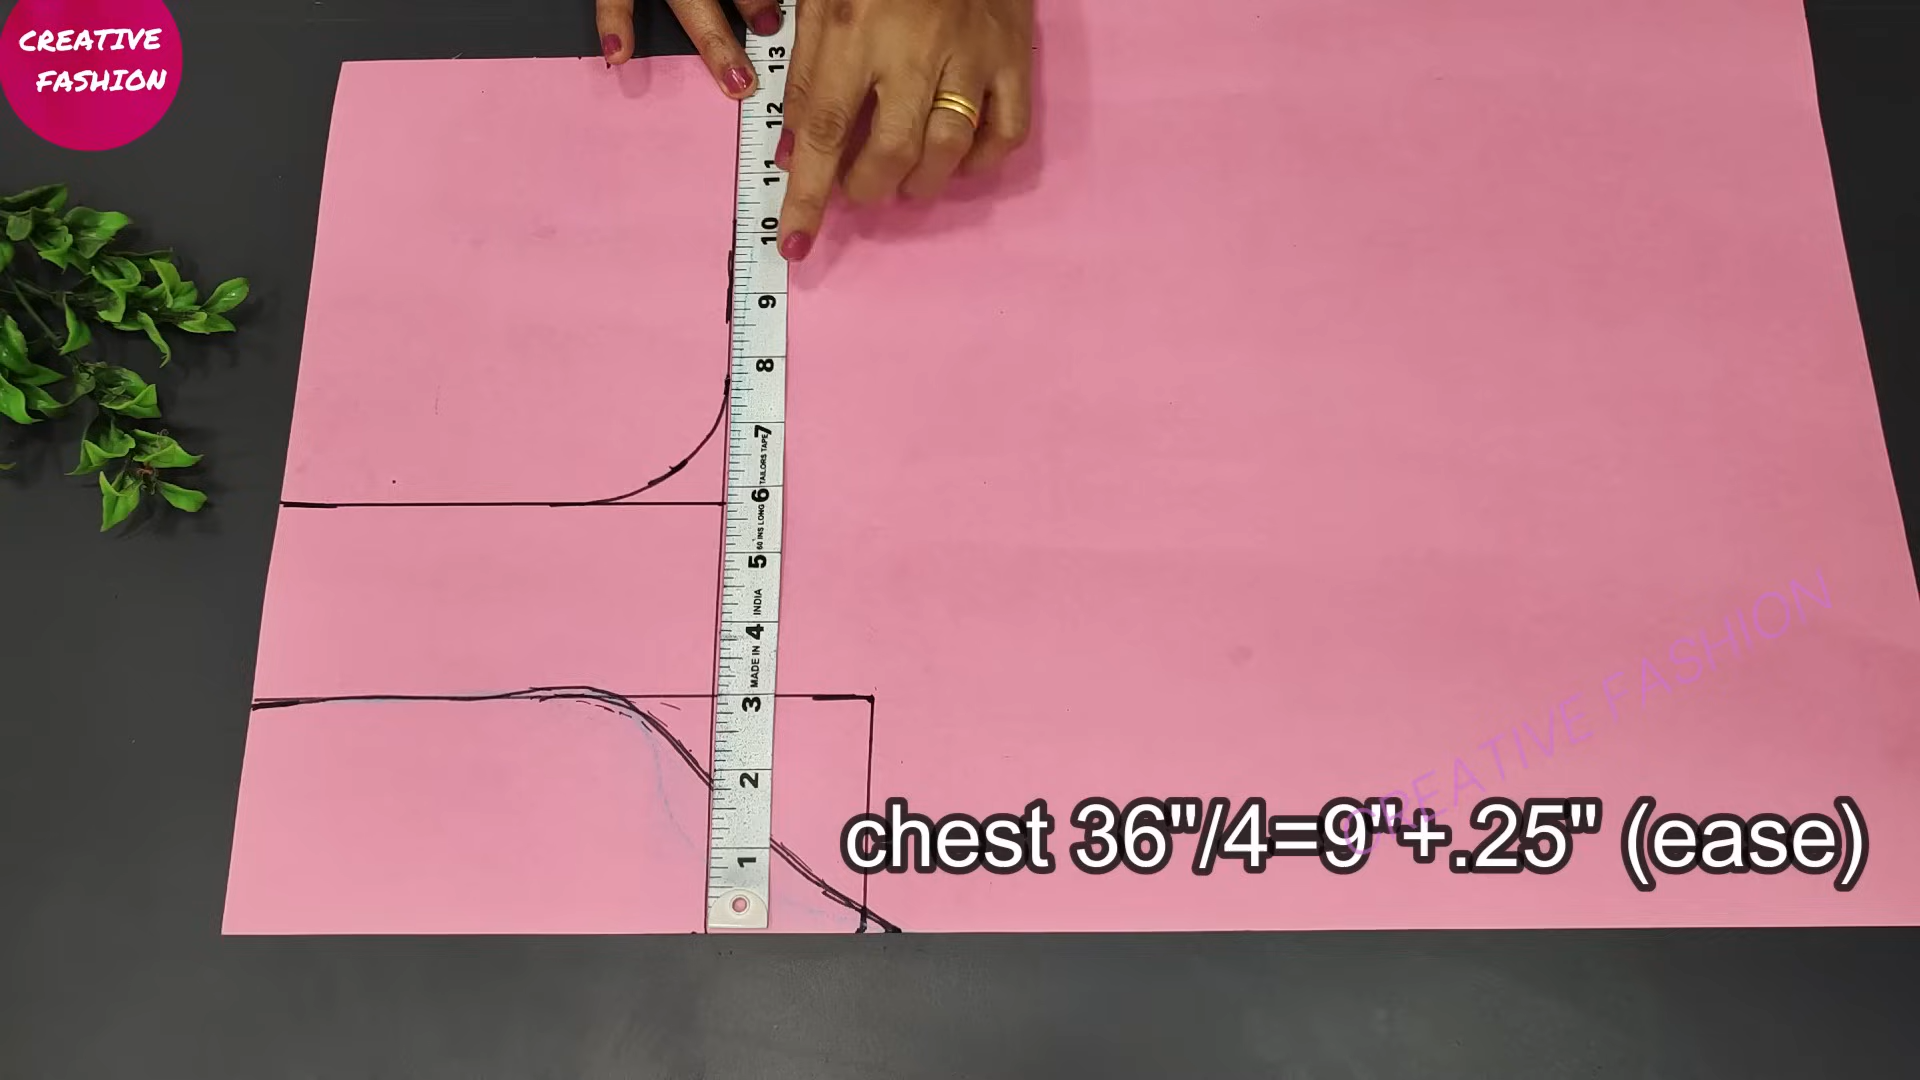 CREATIVE
FASHION
13
12
11
10
9
8
7
TAILORS TAPE
6
60 INS LONG
5
INDIA
4
MADE IN
3
2
1
CREATIVE FASHION
chest 36"/4=9"+.25" (ease)